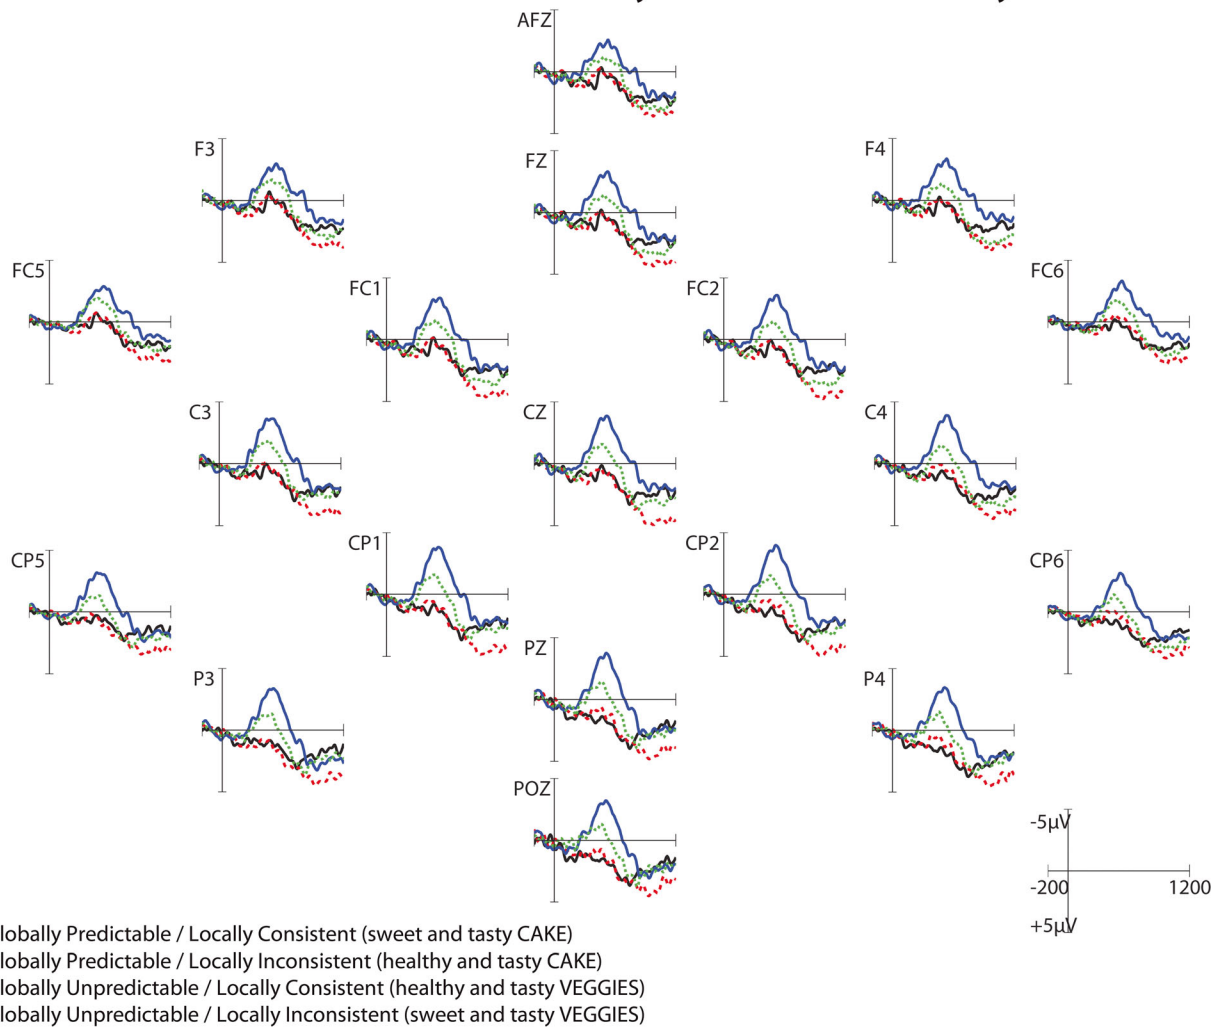 AFZ
F3
FZ
F4
FC5
FC1
FC2
FC6
C3
CZ
C4
CP5
CP1
CP2
CP6
P3
PZ
P4
POZ
-5µV
-200
1200
+5µV
lobally Predictable / Locally Consistent (sweet and tasty CAKE)
lobally Predictable / Locally Inconsistent (healthy and tasty CAKE)
lobally Unpredictable / Locally Consistent (healthy and tasty VEGGIES)
lobally Unpredictable / Locally Inconsistent (sweet and tasty VEGGIES)